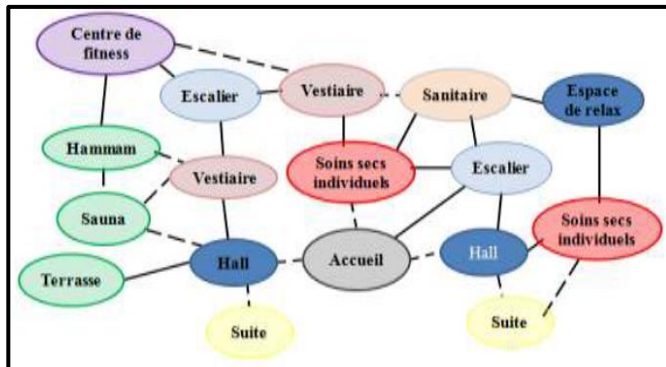 Centre de
fitness
Escalier
Vestiaire
Sanitaire
Espace
de relax
Hammam
Vestiaire
Soins secs
individuels
Escalier
Sauna
Soins secs
individuels
Terrasse
Hall
Accueil
Hall
Suite
Suite